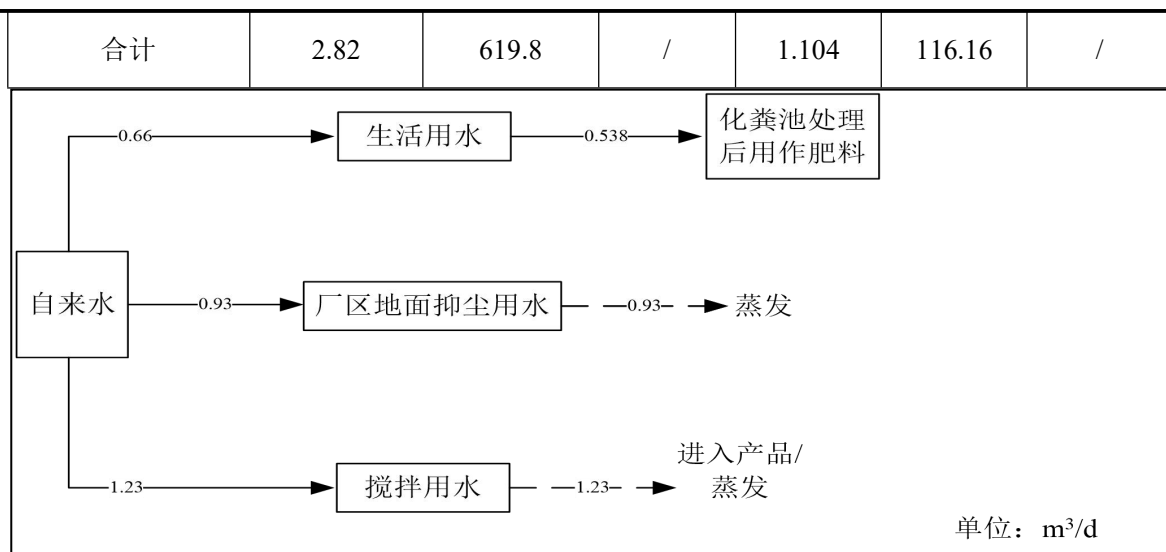 合计 2.82 619.8 / 1.104 116.16 /
0.66 生活用水 0.538 化粪池处理
后用作肥料
自来水 0.93 厂区地面抑尘用水 0.93 蒸发
1.23 搅拌用水 1.23 进入产品/
蒸发
单位：m³/d